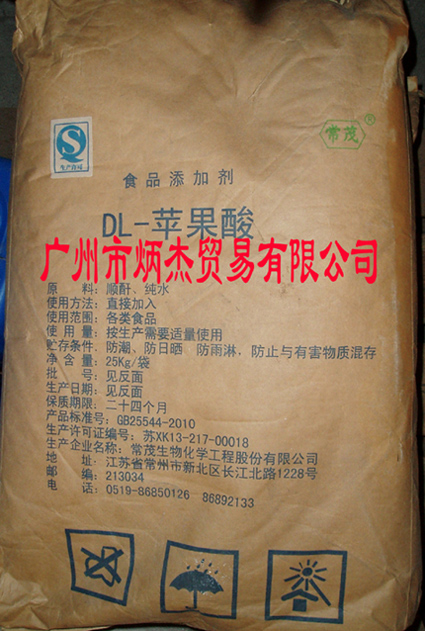 常茂
®
生产许可
食品添加剂
DL-苹果酸
广州市炳杰贸易有限公司
原 料：顺酐、纯水
使用方法：直接加入
使用范围：各类食品
使 用 量：按生产需要适量使用
贮存条件：防潮、防日晒 防雨淋、防止与有害物质混存
净 含 量：25Kg/袋
批 号：见反面
生产日期：见反面
保质期限：二十四个月
产品标准号：GB25544-2010
生产许可证编号：苏XK13-217-00018
生产企业名称：常茂生物化学工程股份有限公司
地 址：江苏省常州市新北区长江北路1228号
邮 编：213034
电 话：0519-86850126 86892133